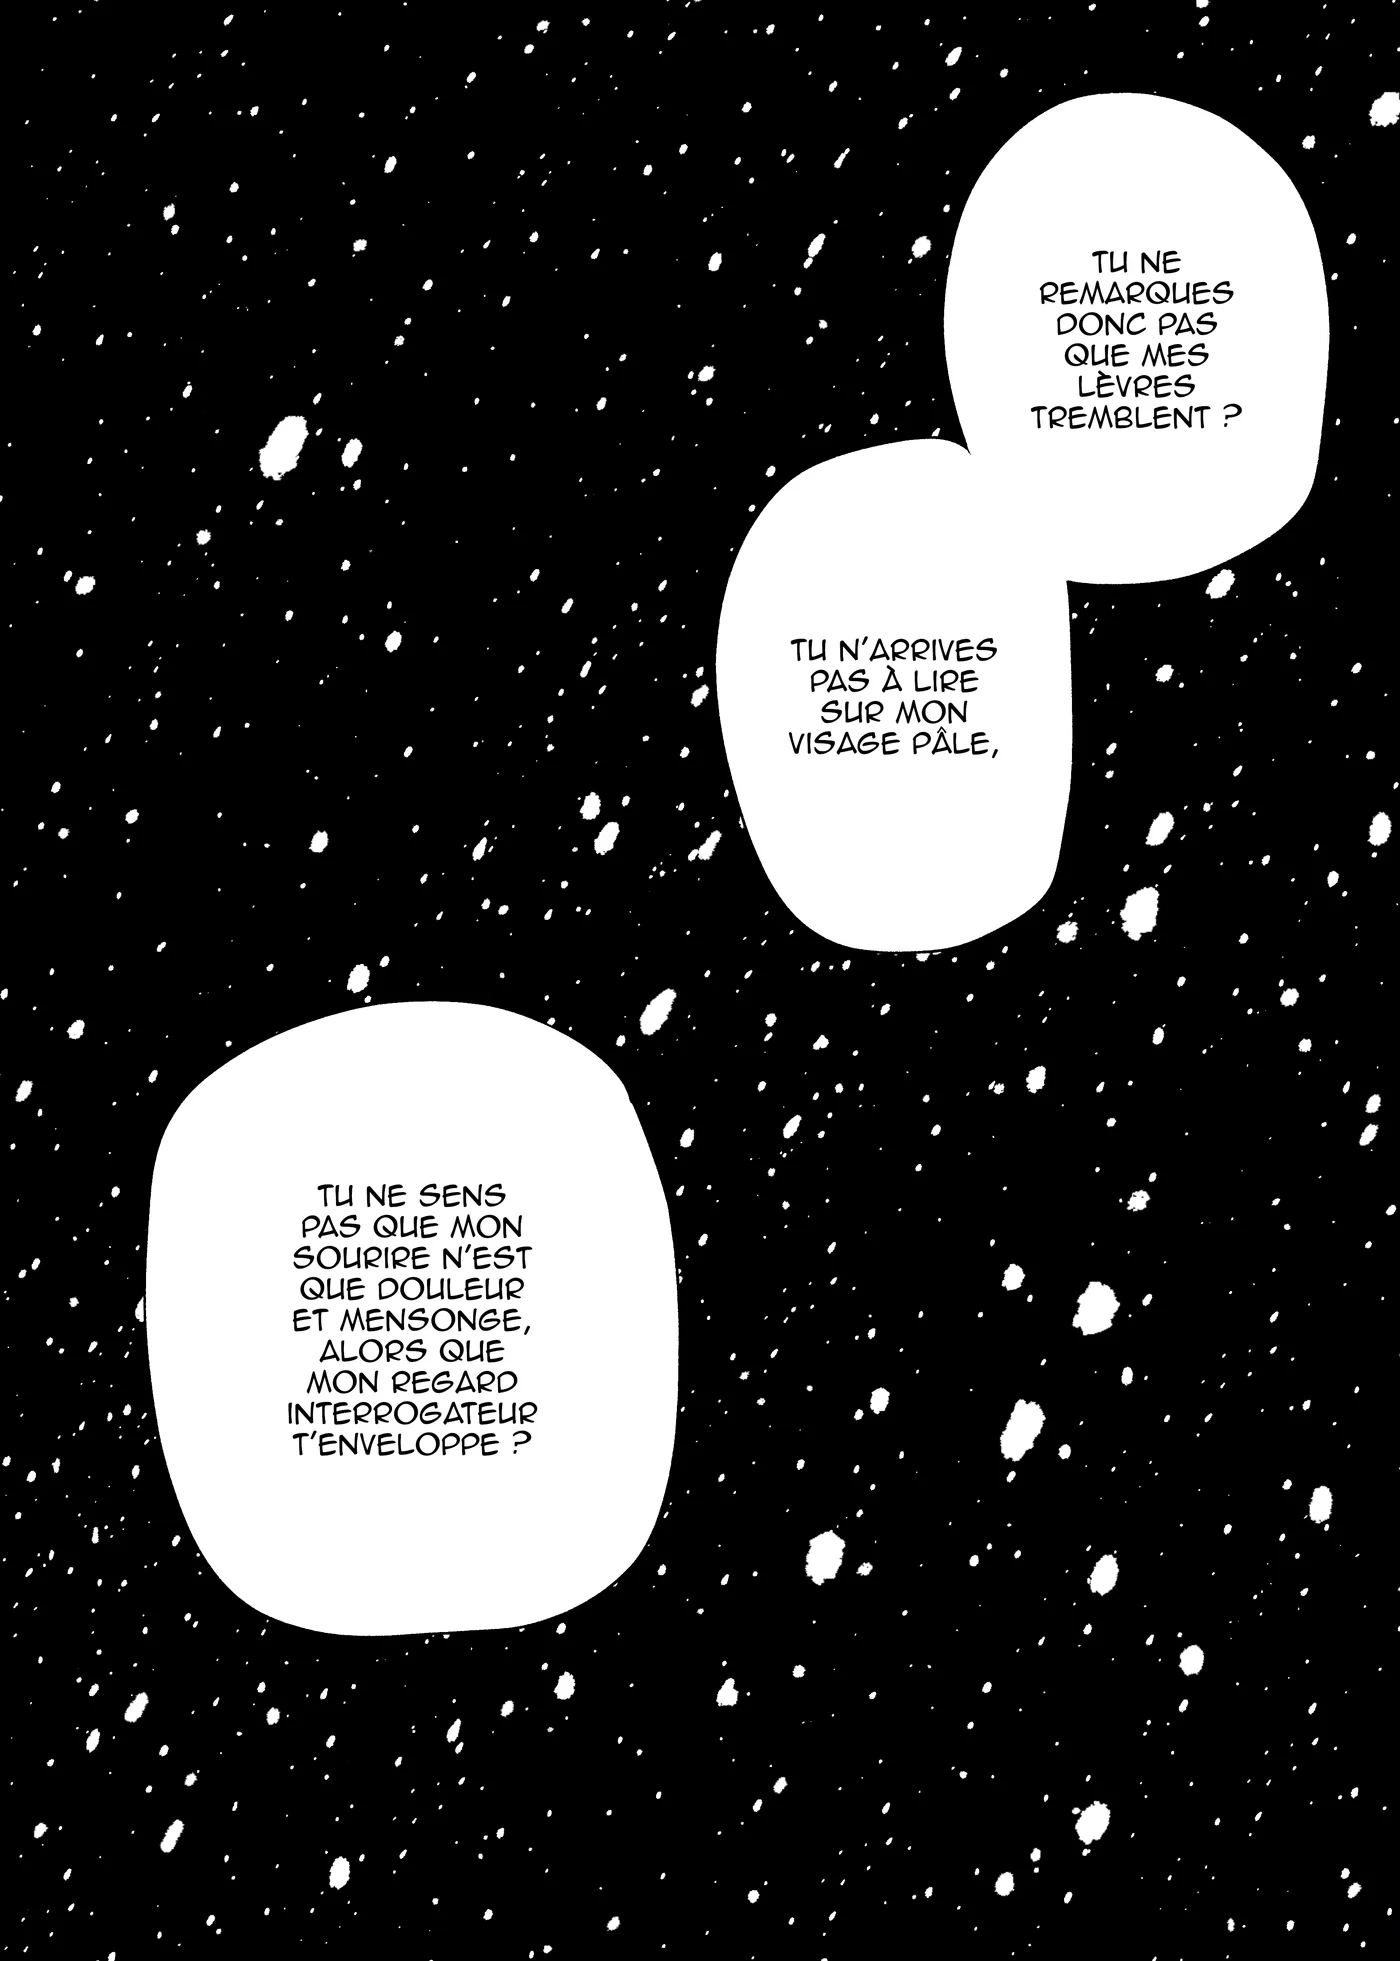 TU NE
REMARQUES
DONC PAS
QUE MES
LÈVRES
TREMBLENT ?
TU N'ARRIVES
PAS À LIRE
SUR MON
VISAGE PÂLE,
TU NE SENS
PAS QUE MON
SOURIRE N'EST
QUE DOULEUR
ET MENSONGE,
ALORS QUE
MON REGARD
INTERROGATEUR
T'ENVELOPPE ?